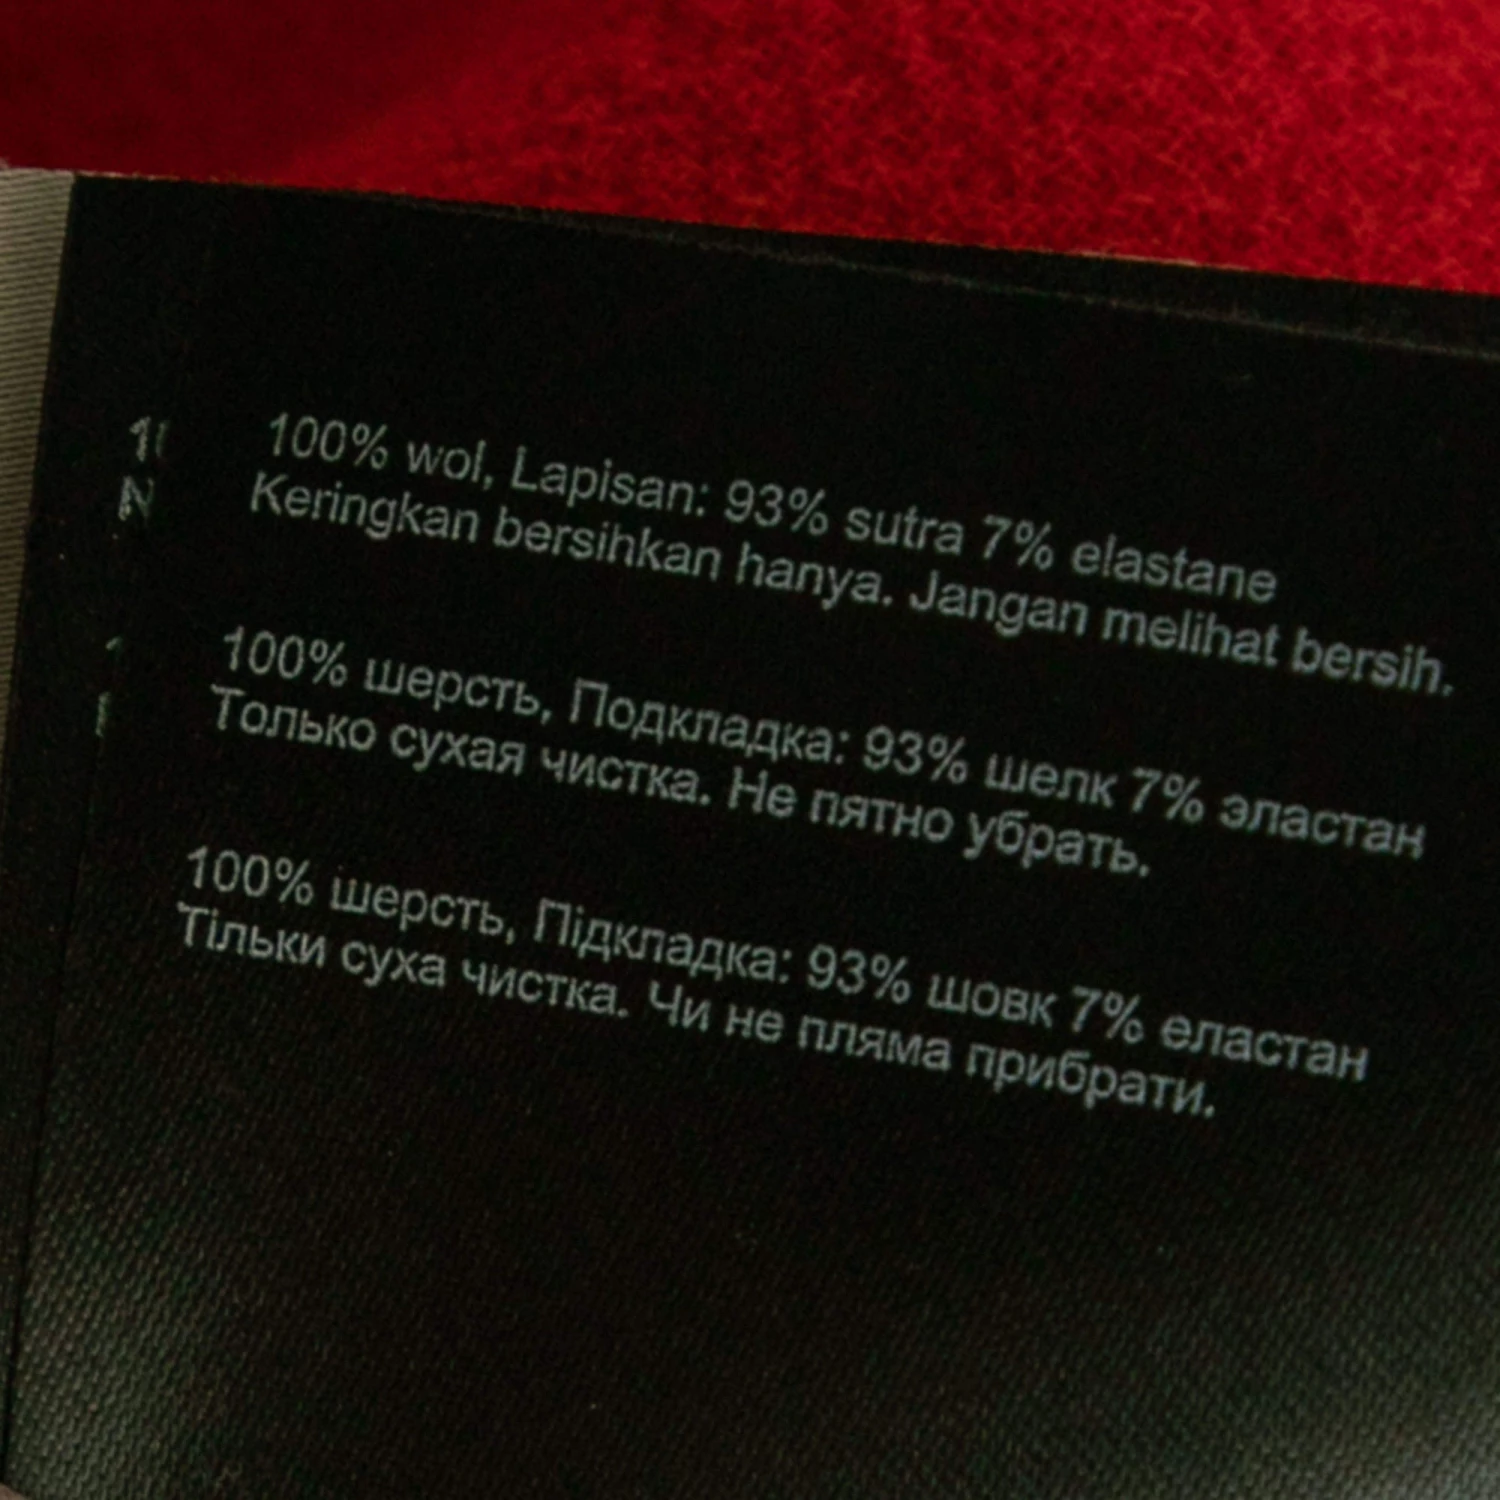 100% wol, Lapisan: 93% sutra 7% elastane
Keringkan bersihkan hanya. Jangan melihat bersih.
100% шерсть, Подкладка: 93% шелк 7% эластан
Только сухая чистка. Не пятно убрать.
100% шерсть, Підкладка: 93% шовк 7% еластан
Тільки суха чистка. Чи не пляма прибрати.